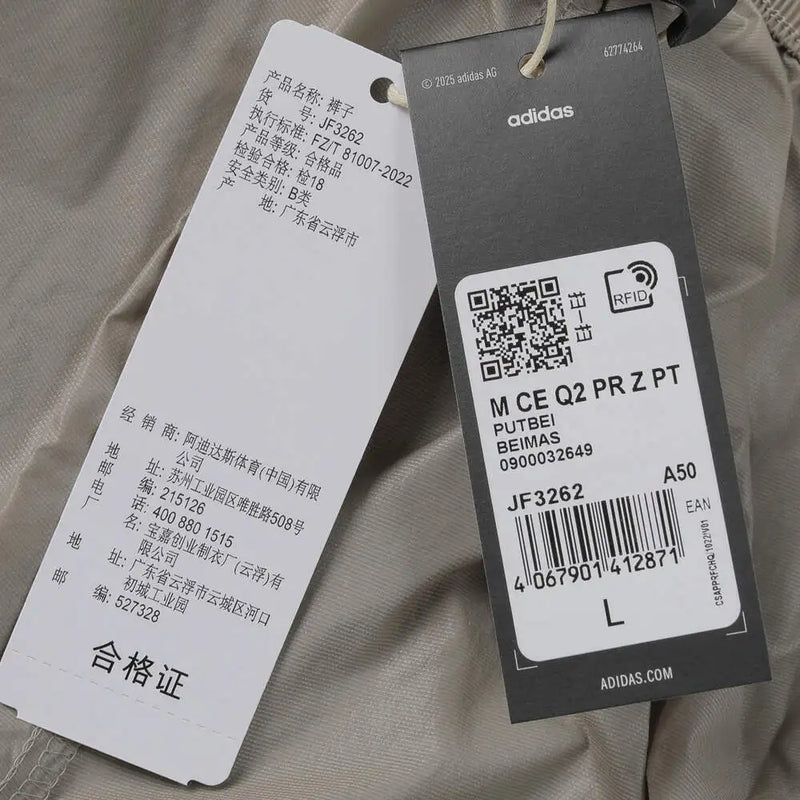 产品名称: 裤子
货 号: JF3262
执行标准: FZ/T 81007-2022
产品等级: 合格品
检验合格: 检18
安全类别: B类
产 地: 广东省云浮市
经 销 商: 阿迪达斯体育(中国)有限
公司
地 址: 苏州工业园区唯胜路508号
邮 编: 215126
电 话: 400 880 1515
厂 名: 宝嘉创业制衣厂(云浮)有
限公司
地 址: 广东省云浮市云城区河口
初城工业园
邮 编: 527328
合格证
© 2025 adidas AG
62774264
adidas
RFID
M CE Q2 PR Z PT
PUTBEI
BEIMAS
0900032649
JF3262
A50
EAN
4 067901 412871
CSAPPRFCHQ/1022/V01
L
ADIDAS.COM